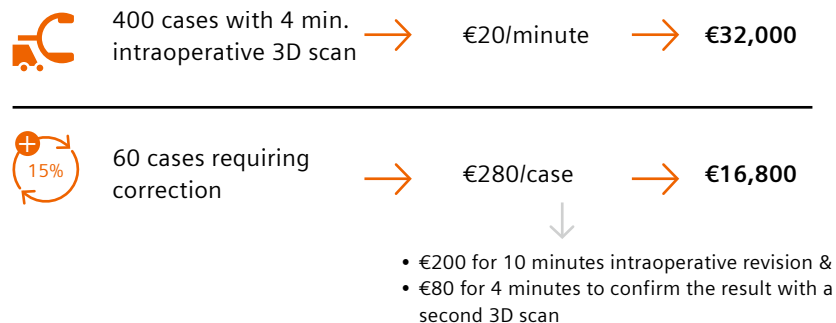 400 cases with 4 min.
intraoperative 3D scan
€20/minute
€32,000
15%
60 cases requiring
correction
€280/case
€16,800
• €200 for 10 minutes intraoperative revision &
• €80 for 4 minutes to confirm the result with a
second 3D scan